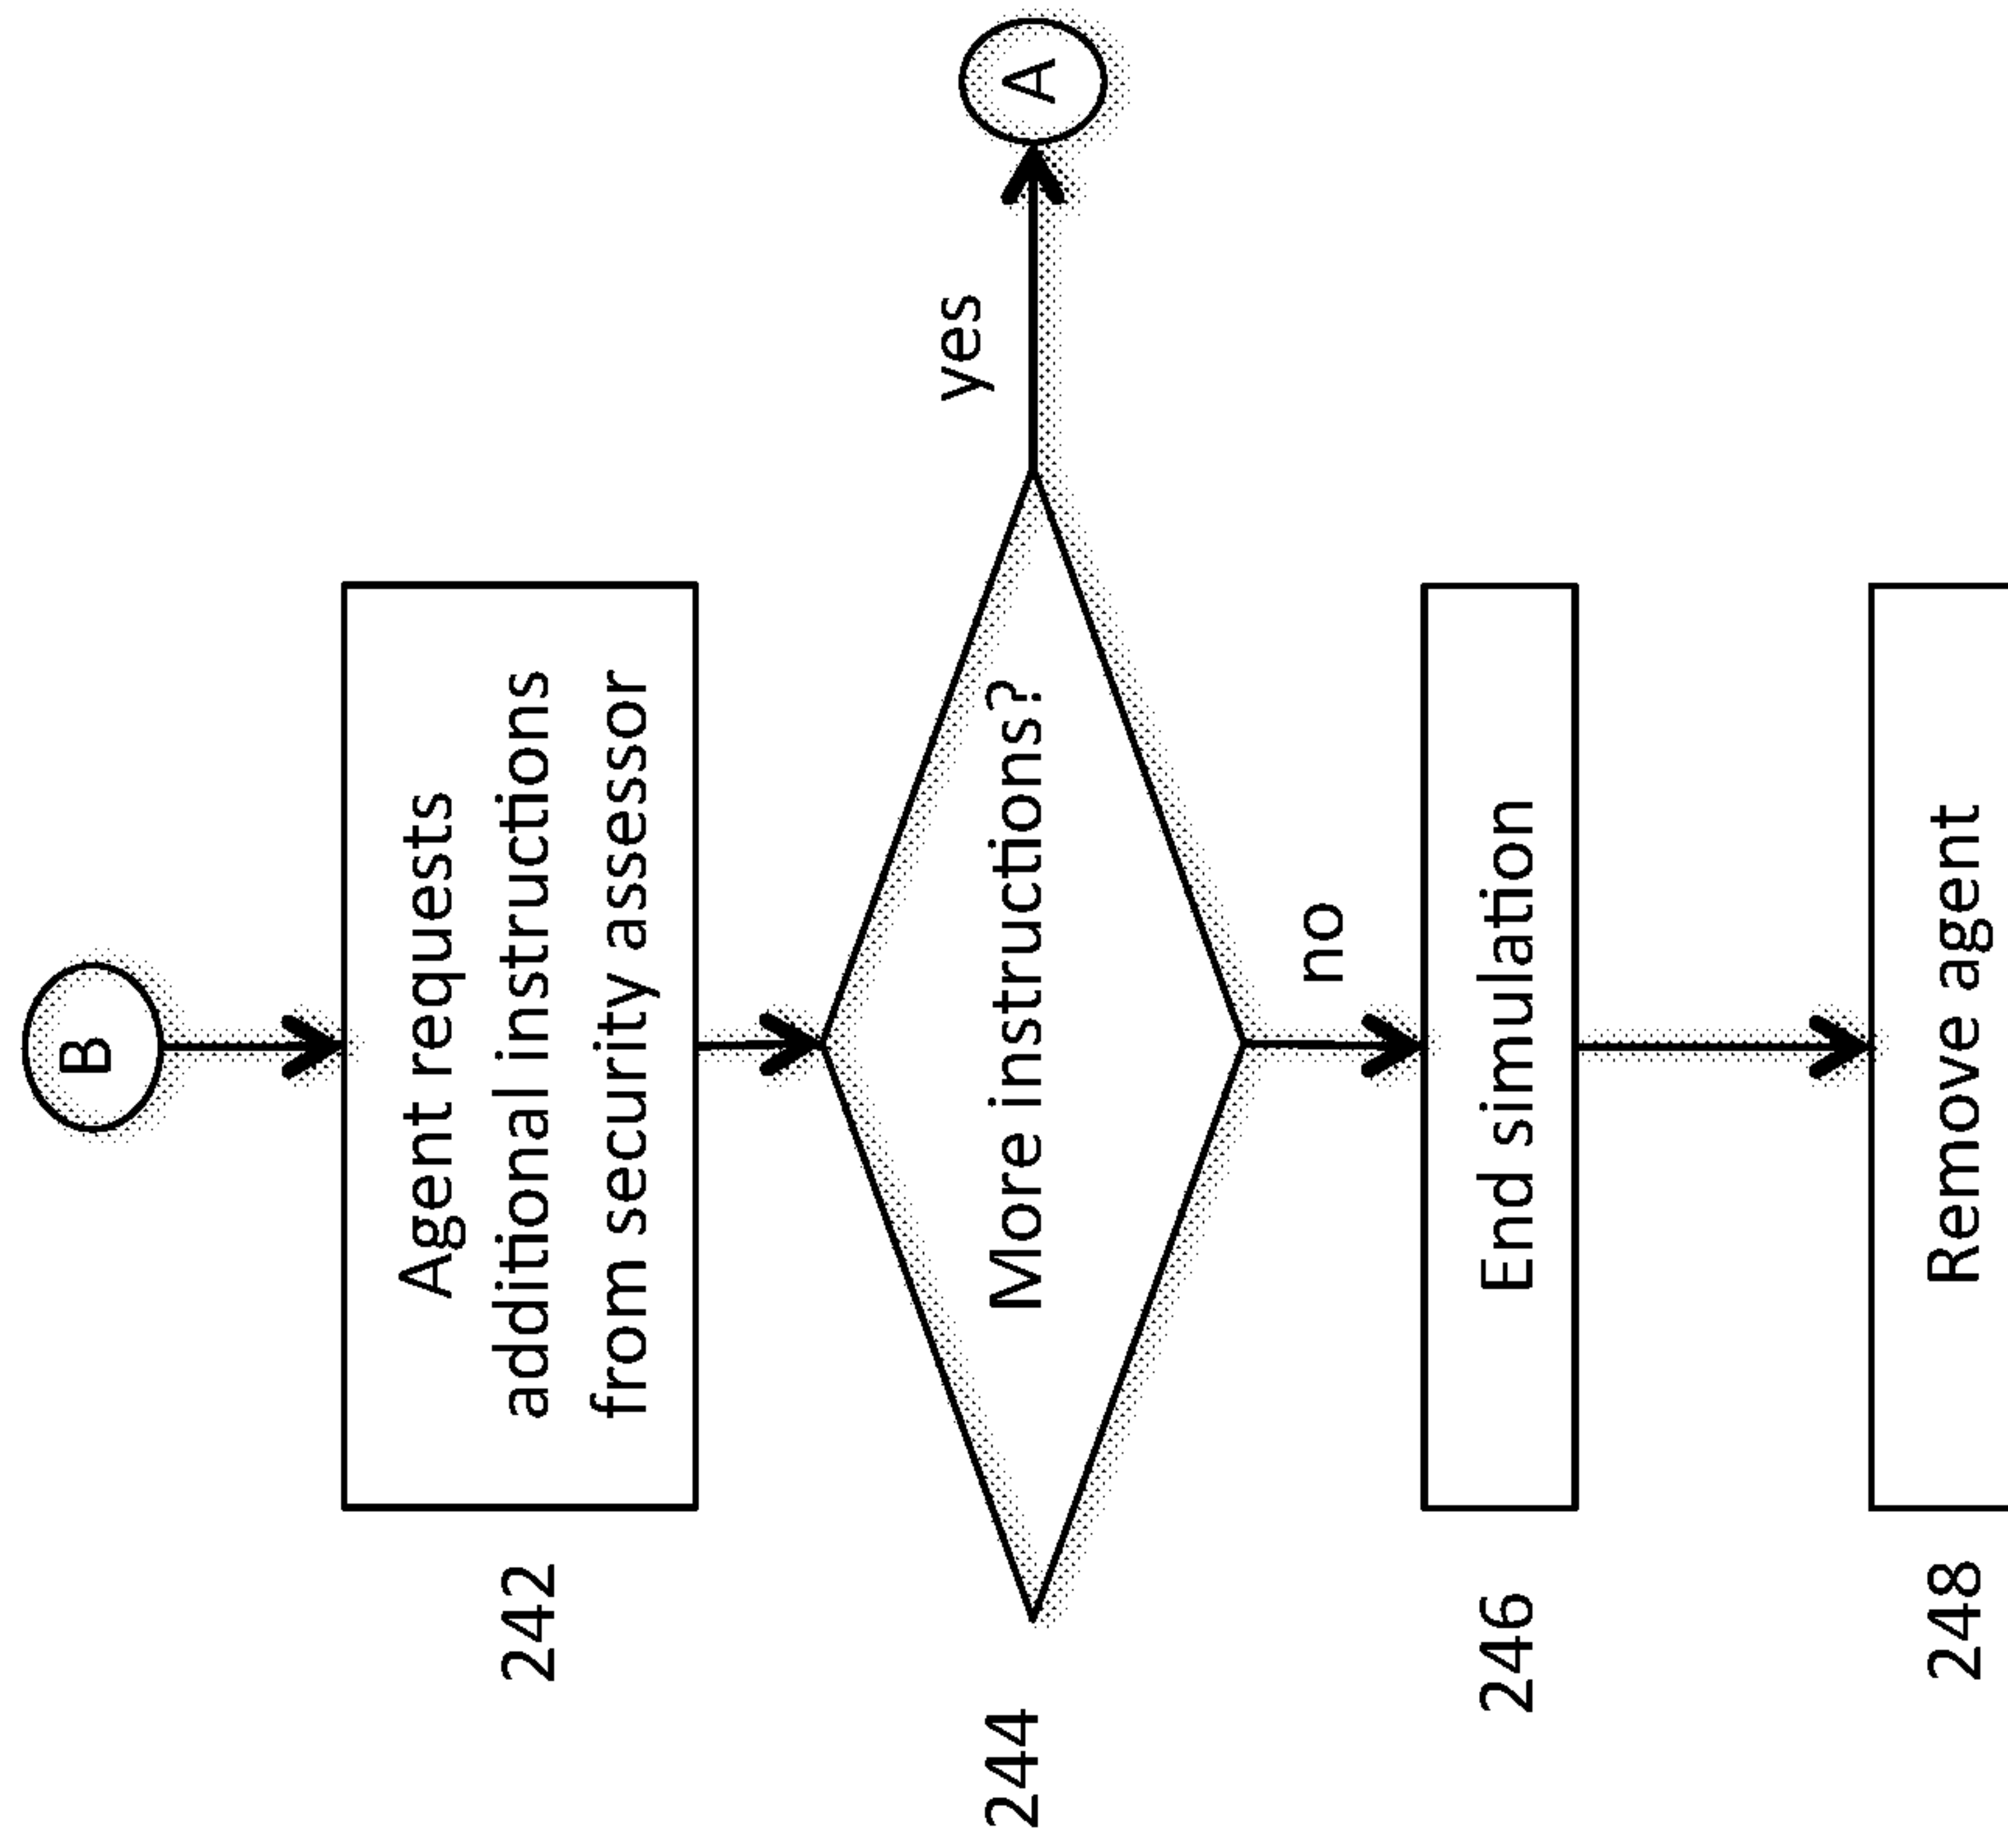 B
242
Agent requests
additional instructions
from security assessor
244
More instructions?
yes
A
no
246
End simulation
248
Remove agent